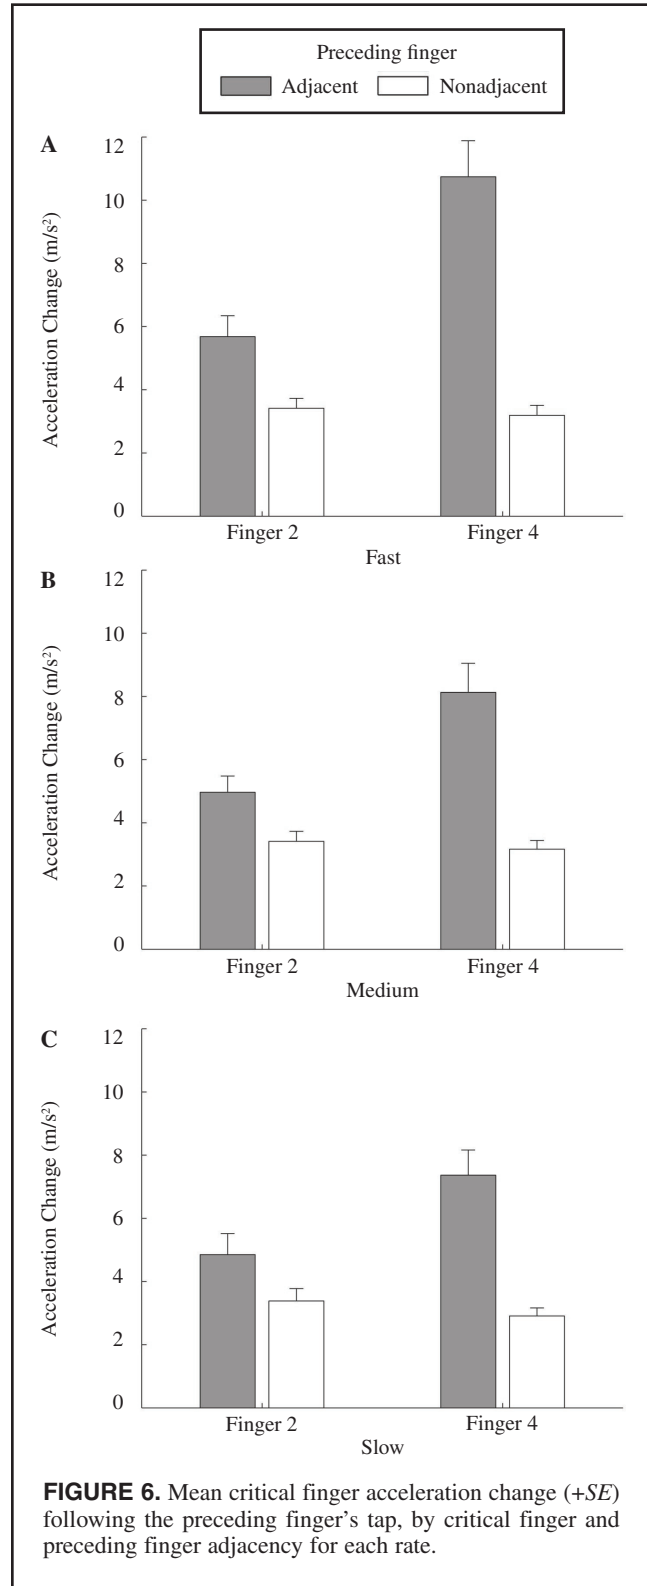 Preceding finger
Adjacent Nonadjacent
A
Acceleration Change (m/s²)
12
10
8
6
4
2
0
Finger 2 Finger 4
Fast
B
Acceleration Change (m/s²)
12
10
8
6
4
2
0
Finger 2 Finger 4
Medium
C
Acceleration Change (m/s²)
12
10
8
6
4
2
0
Finger 2 Finger 4
Slow
FIGURE 6. Mean critical finger acceleration change (+SE)
following the preceding finger's tap, by critical finger and
preceding finger adjacency for each rate.